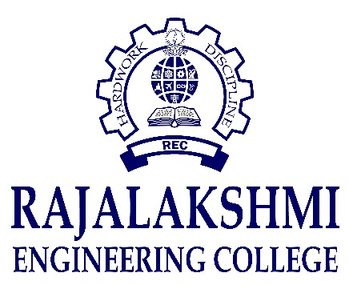 HARDWORK DISCIPLINE
REC
RAJALAKSHMI
ENGINEERING COLLEGE